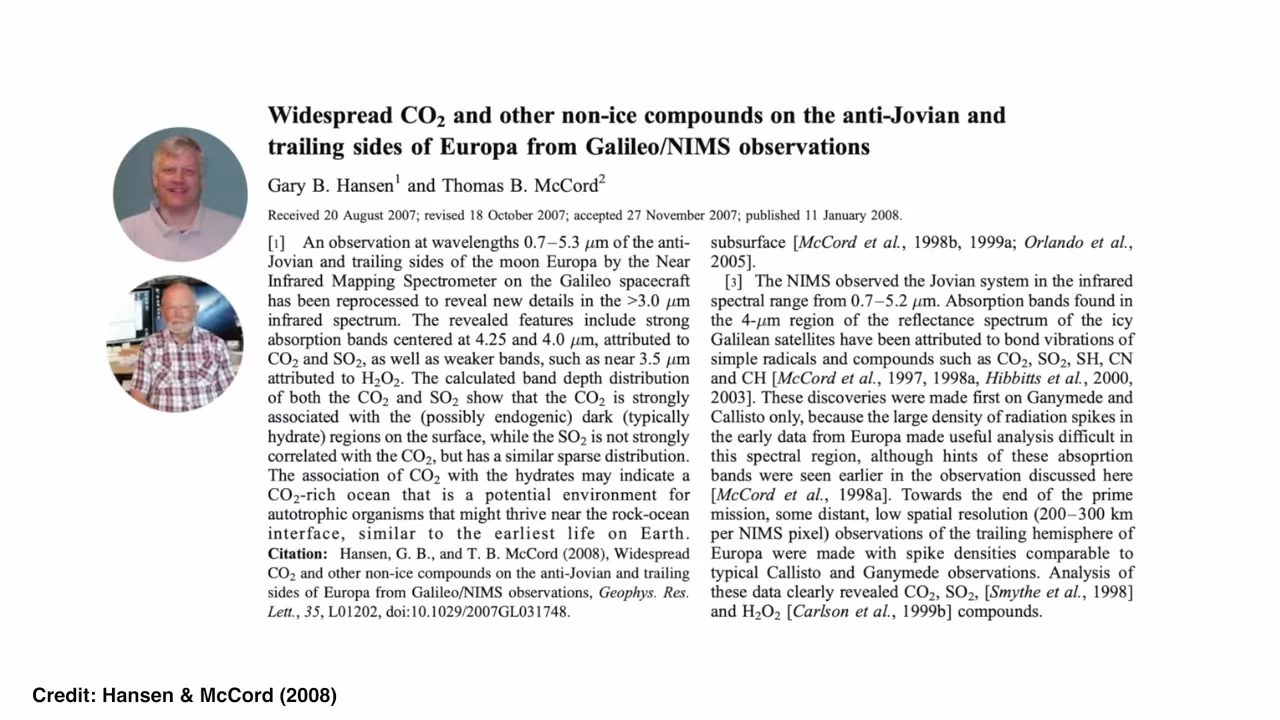 Widespread CO₂ and other non-ice compounds on the anti-Jovian and
trailing sides of Europa from Galileo/NIMS observations
Gary B. Hansen¹ and Thomas B. McCord²
Received 20 August 2007; revised 18 October 2007; accepted 27 November 2007; published 11 January 2008.
[1] An observation at wavelengths 0.7–5.3 μm of the anti-
Jovian and trailing sides of the moon Europa by the Near
Infrared Mapping Spectrometer on the Galileo spacecraft
has been reprocessed to reveal new details in the >3.0 μm
infrared spectrum. The revealed features include strong
absorption bands centered at 4.25 and 4.0 μm, attributed to
CO₂ and SO₂, as well as weaker bands, such as near 3.5 μm
attributed to H₂O₂. The calculated band depth distribution
of both the CO₂ and SO₂ show that the CO₂ is strongly
associated with the (possibly endogenic) dark (typically
hydrate) regions on the surface, while the SO₂ is not strongly
correlated with the CO₂, but has a similar sparse distribution.
The association of CO₂ with the hydrates may indicate a
CO₂-rich ocean that is a potential environment for
autotrophic organisms that might thrive near the rock-ocean
interface, similar to the earliest life on Earth.
Citation: Hansen, G. B., and T. B. McCord (2008), Widespread
CO₂ and other non-ice compounds on the anti-Jovian and trailing
sides of Europa from Galileo/NIMS observations, Geophys. Res.
Lett., 35, L01202, doi:10.1029/2007GL031748.
subsurface [McCord et al., 1998b, 1999a; Orlando et al.,
2005].
[3] The NIMS observed the Jovian system in the infrared
spectral range from 0.7–5.2 μm. Absorption bands found in
the 4-μm region of the reflectance spectrum of the icy
Galilean satellites have been attributed to bond vibrations of
simple radicals and compounds such as CO₂, SO₂, SH, CN
and CH [McCord et al., 1997, 1998a, Hibbitts et al., 2000,
2003]. These discoveries were made first on Ganymede and
Callisto only, because the large density of radiation spikes in
the early data from Europa made useful analysis difficult in
this spectral region, although hints of these absoprtion
bands were seen earlier in the observation discussed here
[McCord et al., 1998a]. Towards the end of the prime
mission, some distant, low spatial resolution (200–300 km
per NIMS pixel) observations of the trailing hemisphere of
Europa were made with spike densities comparable to
typical Callisto and Ganymede observations. Analysis of
these data clearly revealed CO₂, SO₂, [Smythe et al., 1998]
and H₂O₂ [Carlson et al., 1999b] compounds.
Credit: Hansen & McCord (2008)